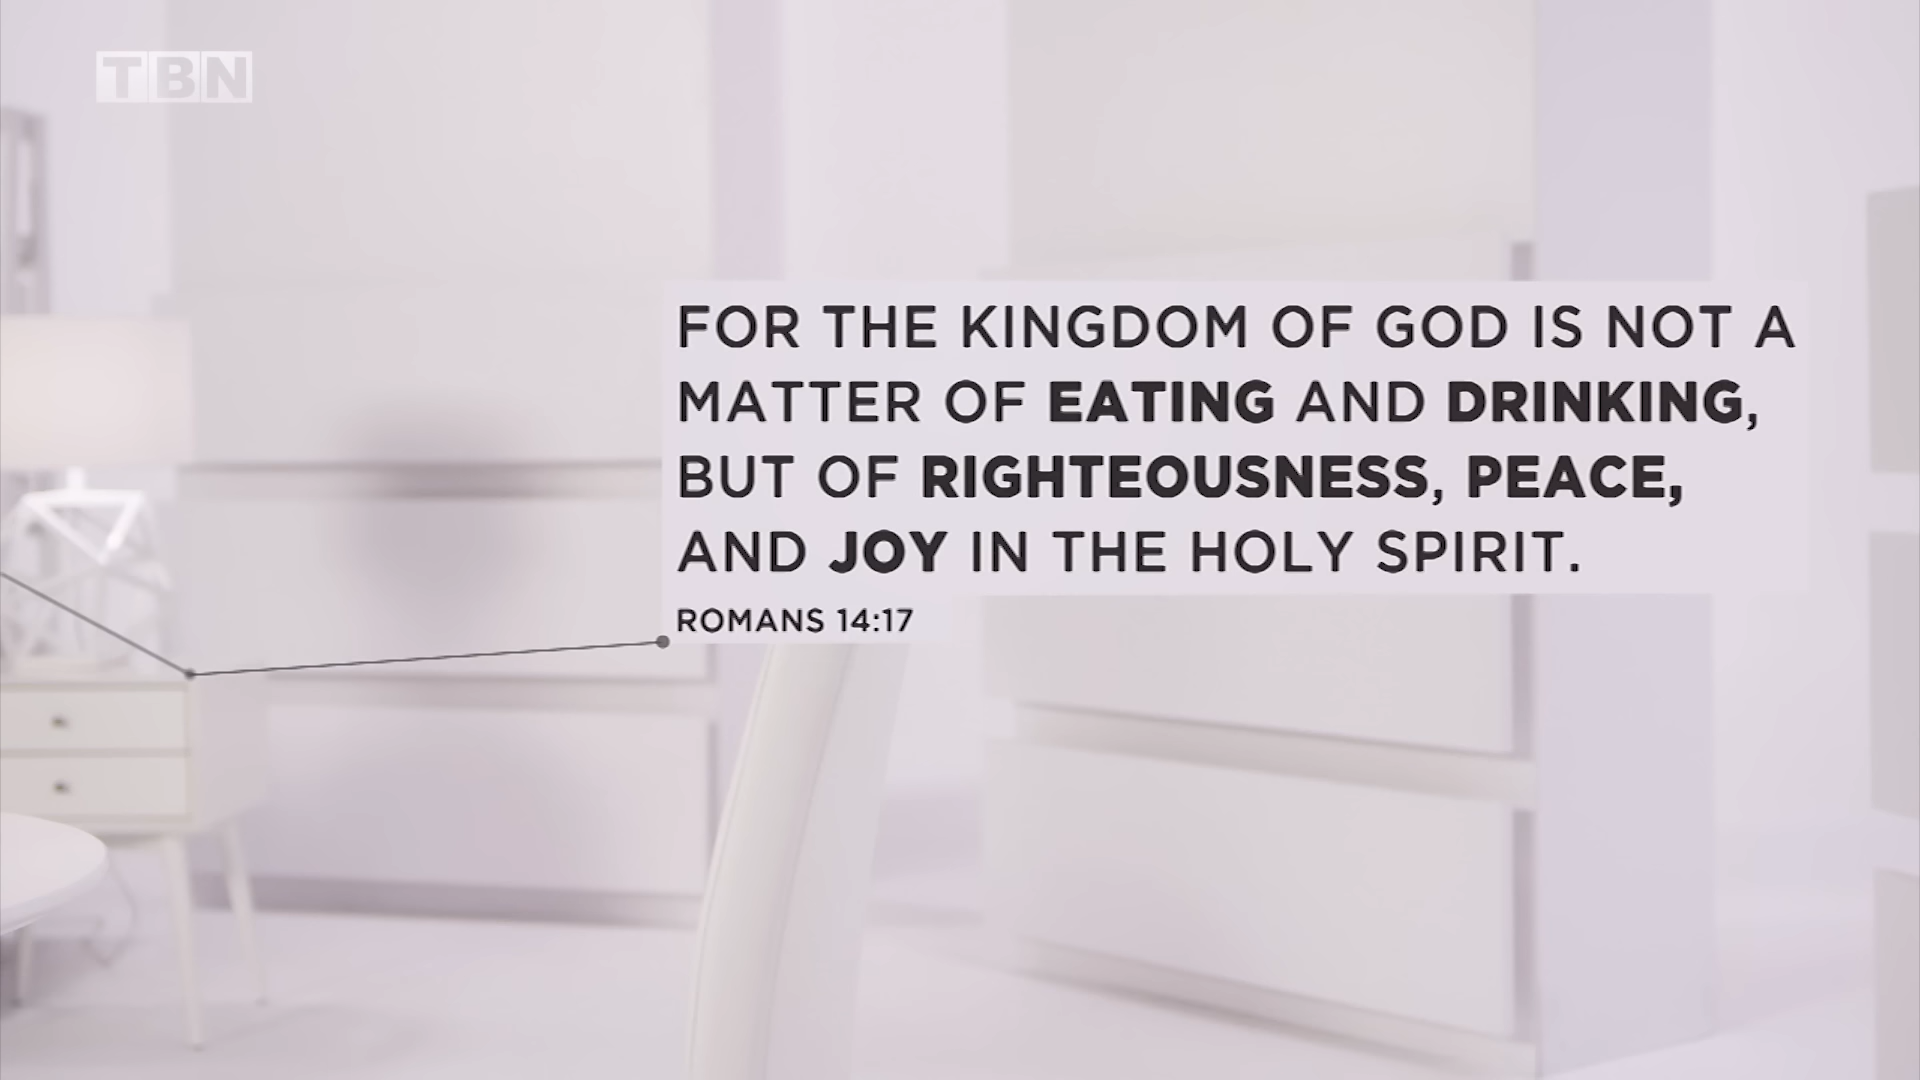 TBN
FOR THE KINGDOM OF GOD IS NOT A
MATTER OF EATING AND DRINKING,
BUT OF RIGHTEOUSNESS, PEACE,
AND JOY IN THE HOLY SPIRIT.
ROMANS 14:17